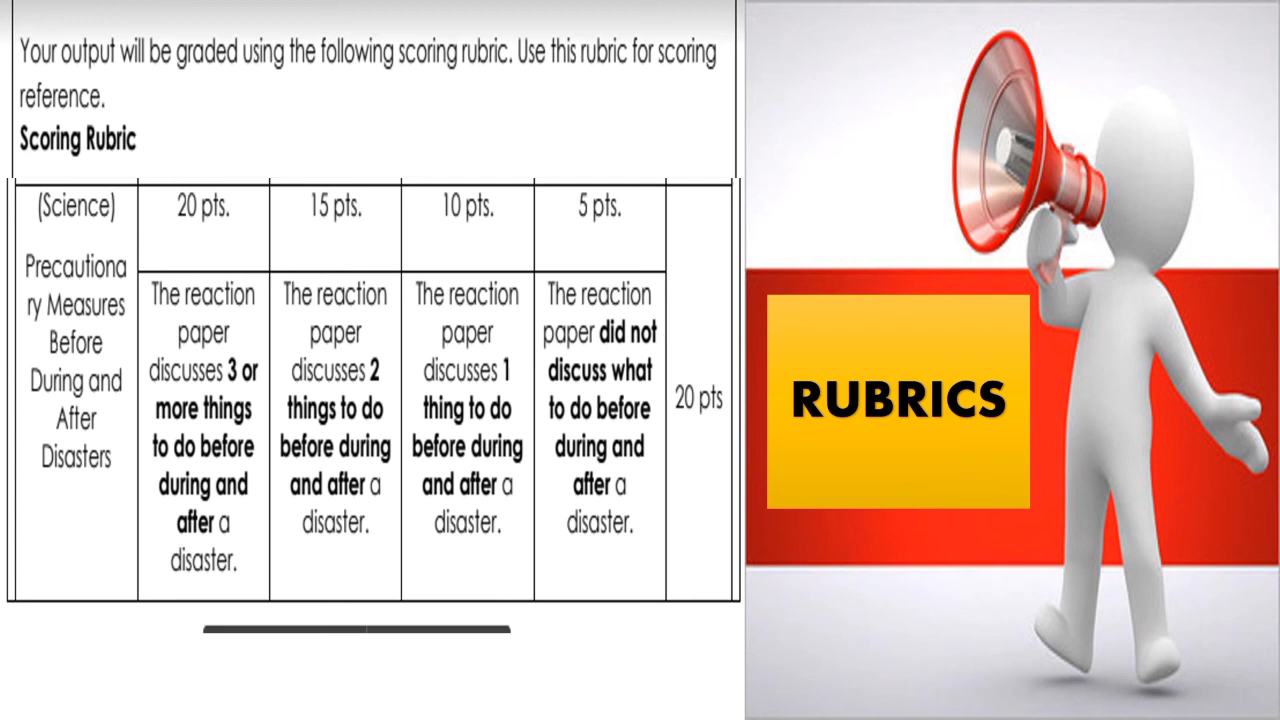 Your output will be graded using the following scoring rubric. Use this rubric for scoring
reference.
Scoring Rubric
(Science)
Precautiona
ry Measures
Before
During and
After
Disasters
20 pts.
The reaction
paper
discusses 3 or
more things
to do before
during and
after a
disaster.
15 pts.
The reaction
paper
discusses 2
things to do
before during
and after a
disaster.
10 pts.
The reaction
paper
discusses 1
thing to do
before during
and after a
disaster.
5 pts.
The reaction
paper did not
discuss what
to do before
during and
after a
disaster.
20 pts
RUBRICS